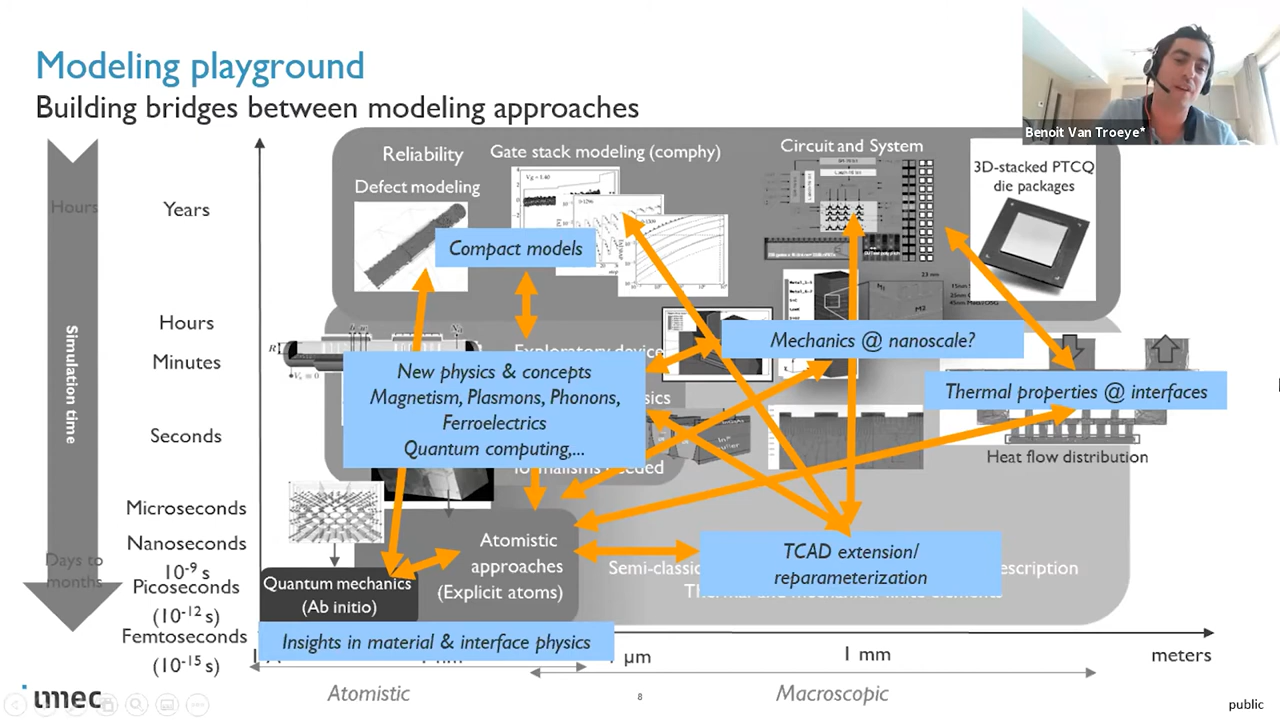 Modeling playground
Building bridges between modeling approaches
Benoit Van Troeye*
Simulation time
Hours
Days to
months
Years
Hours
Minutes
Seconds
Microseconds
Nanoseconds
10-9 s
Picoseconds
(10-12 s)
Femtoseconds
(10-15 s)
Reliability
Defect modeling
Gate stack modeling (comphy)
Circuit and System
3D-stacked PTCQ
die packages
Compact models
Mechanics @ nanoscale?
New physics & concepts
Magnetism, Plasmons, Phonons,
Ferroelectrics
Quantum computing,...
Thermal properties @ interfaces
Heat flow distribution
Atomistic
approaches
(Explicit atoms)
Quantum mechanics
(Ab initio)
TCAD extension/
reparameterization
Insights in material & interface physics
1 mm
meters
Atomistic
Macroscopic
imec
8
public